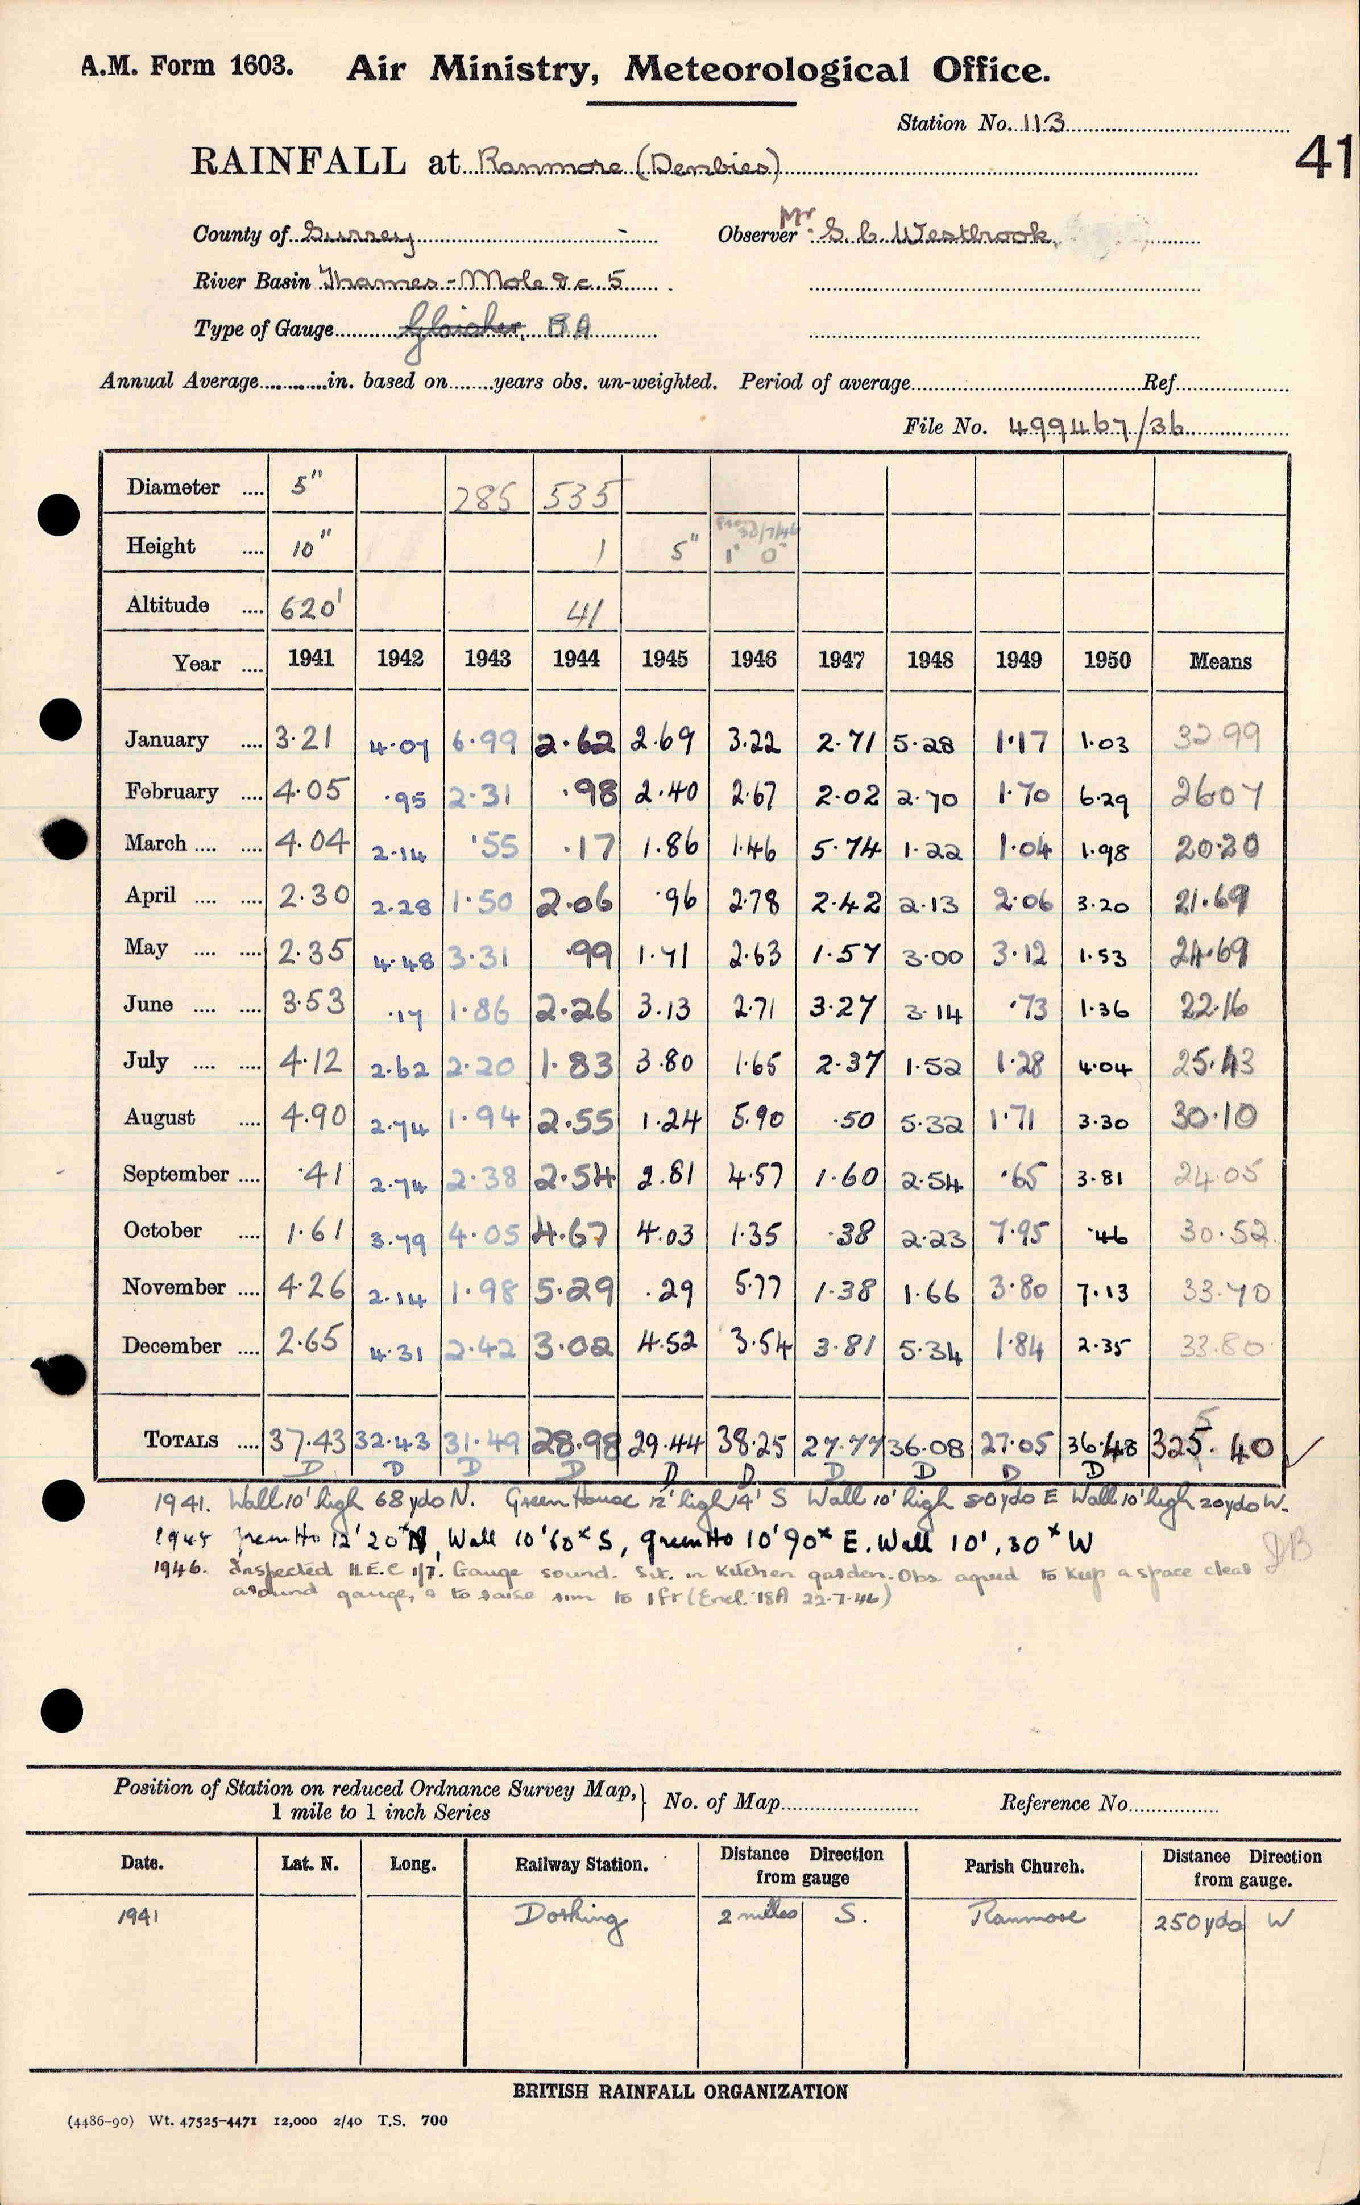 A.M. Form 1603. Air Ministry, Meteorological Office.
Station No. 113
RAINFALL at Ranmore (Denbies)
41
County of Surrey Observer Mr. G. C. Westbrook
River Basin Thames - Mole &c. 5
Type of Gauge Glaisher, BA
Annual Average in. based on years obs. un-weighted. Period of average Ref.
File No. 499467/36
Diameter 5" 285 535
Height 10" 1 5" from 30/7/46 1' 0"
Altitude 620' 41
Year 1941 1942 1943 1944 1945 1946 1947 1948 1949 1950 Means
January 3.21 4.07 6.99 2.62 2.69 3.22 2.71 5.28 1.17 1.03 32.99
February 4.05 .95 2.31 .98 2.40 2.67 2.02 2.70 1.70 6.29 26.07
March 4.04 2.14 .55 .17 1.86 1.46 5.74 1.22 1.04 1.98 20.20
April 2.30 2.28 1.50 2.06 .96 2.78 2.42 2.13 2.06 3.20 21.69
May 2.35 4.48 3.31 .99 1.71 2.63 1.57 3.00 3.12 1.53 24.69
June 3.53 .17 1.86 2.26 3.13 2.71 3.27 3.14 .73 1.36 22.16
July 4.12 2.62 2.20 1.83 3.80 1.65 2.37 1.52 1.28 4.04 25.43
August 4.90 2.74 1.94 2.55 1.24 5.90 .50 5.32 1.71 3.30 30.10
September .41 2.74 2.38 2.54 2.81 4.57 1.60 2.54 .65 3.81 24.05
October 1.61 3.79 4.05 4.67 4.03 1.35 .38 2.23 7.95 .46 30.52
November 4.26 2.14 1.98 5.29 .29 5.77 1.38 1.66 3.80 7.13 33.70
December 2.65 4.31 2.42 3.02 4.52 3.54 3.81 5.34 1.84 2.35 33.80
5
TOTALS 37.43 32.43 31.49 28.98 29.44 38.25 27.77 36.08 27.05 36.48 325.40 ✓
D D D D D D D D D D
1941. Wall 10' high 68 yds N. Green House 12' high 14' S Wall 10' high 50 yds E Wall 10' high 20 yds W.
1945 green Ho 12' 20x N, Wall 10' 60x S, green Ho 10' 90x E. Wall 10', 30x W
JB
1946. Inspected H.E.C 1/7. Gauge sound. Sit. in Kitchen garden. Obs agreed to keep a space clear
around gauge, & to raise rim to 1 ft (Encl. 18A 22-7-46)
Position of Station on reduced Ordnance Survey Map, 1 mile to 1 inch Series No. of Map Reference No.
Date. Lat. N. Long. Railway Station. Distance Direction from gauge Parish Church. Distance Direction from gauge.
1941 Dorking 2 miles S. Ranmore 250 yds W
BRITISH RAINFALL ORGANIZATION
(4486-90) Wt. 47525-4471 12,000 2/40 T.S. 700